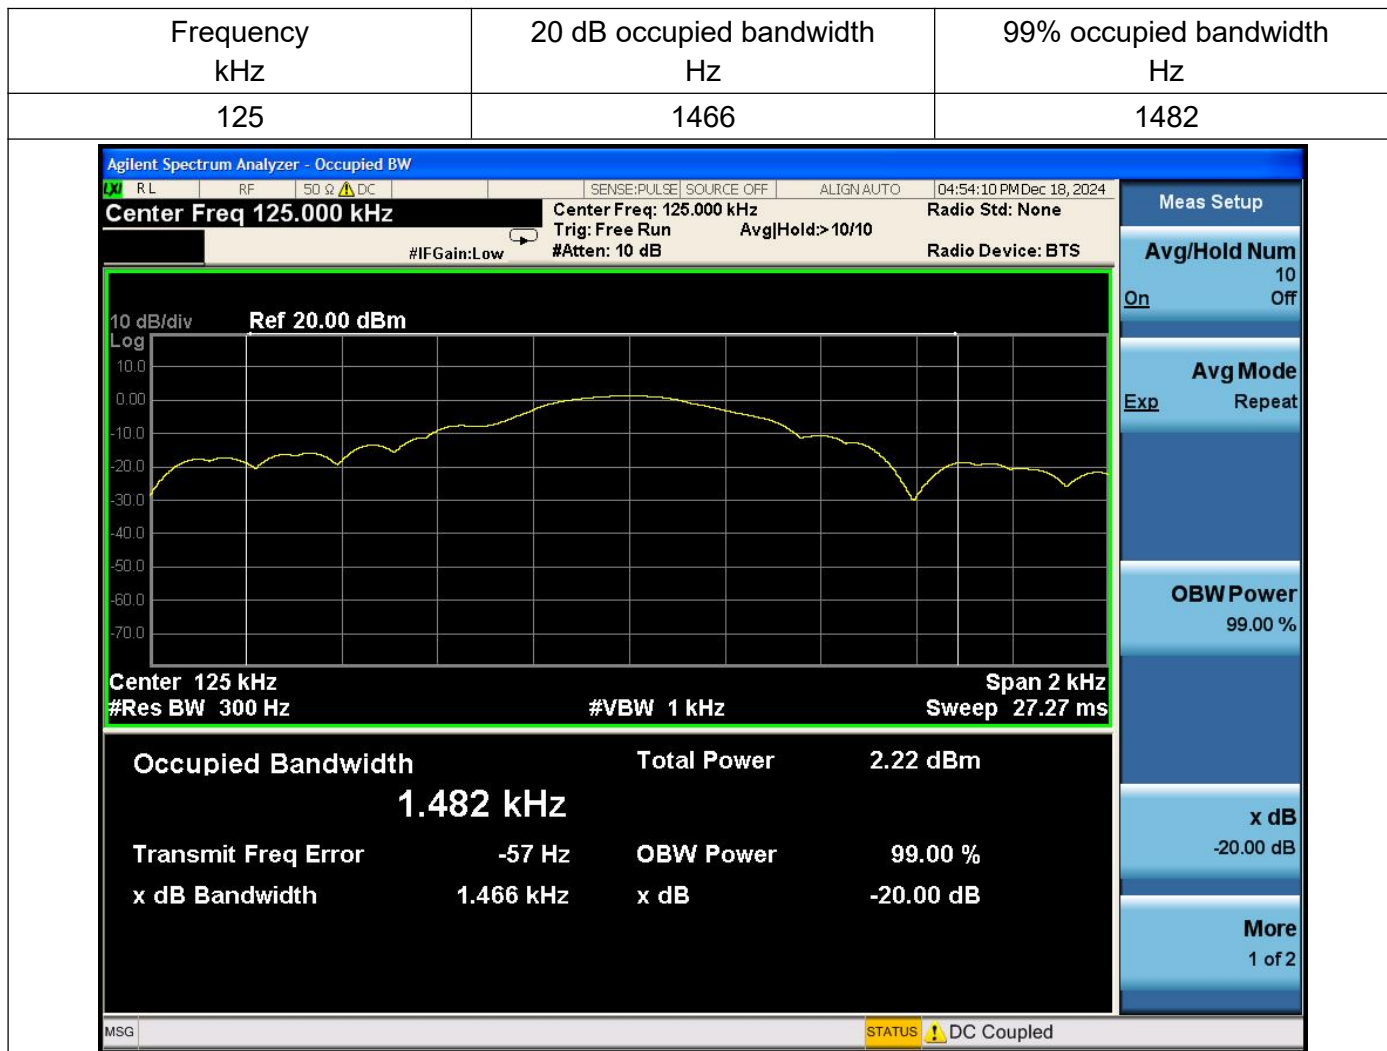 Frequency
kHz
20 dB occupied bandwidth
Hz
99% occupied bandwidth
Hz
125
1466
1482
Agilent Spectrum Analyzer - Occupied BW
LXI RL RF 50 Ω DC SENSE:PULSE SOURCE OFF ALIGN AUTO 04:54:10 PM Dec 18, 2024
Center Freq 125.000 kHz
Center Freq: 125.000 kHz
Radio Std: None
Trig: Free Run Avg|Hold:> 10/10
#IFGain:Low
#Atten: 10 dB
Radio Device: BTS
10 dB/div Ref 20.00 dBm
Log
10.0
0.00
-10.0
-20.0
-30.0
-40.0
-50.0
-60.0
-70.0
Center 125 kHz Span 2 kHz
#Res BW 300 Hz #VBW 1 kHz Sweep 27.27 ms
Occupied Bandwidth Total Power 2.22 dBm
1.482 kHz
Transmit Freq Error -57 Hz OBW Power 99.00 %
x dB Bandwidth 1.466 kHz x dB -20.00 dB
Meas Setup
Avg/Hold Num
10
On Off
Avg Mode
Exp Repeat
OBW Power
99.00 %
x dB
-20.00 dB
More
1 of 2
MSG STATUS DC Coupled